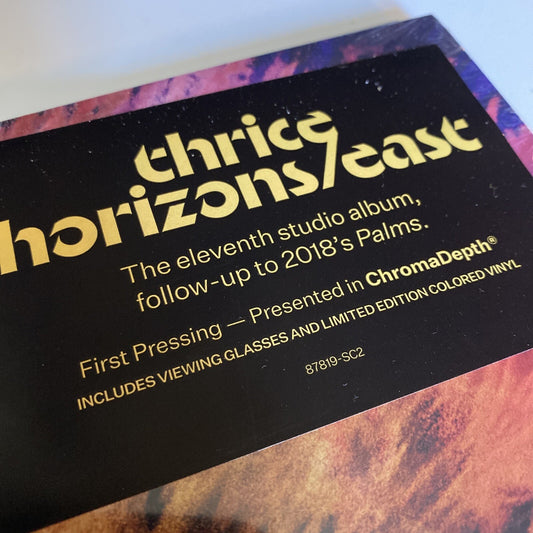 thrice
horizons/east
The eleventh studio album,
follow-up to 2018's Palms.
First Pressing — Presented in ChromaDepth®
INCLUDES VIEWING GLASSES AND LIMITED EDITION COLORED VINYL
87819-SC2